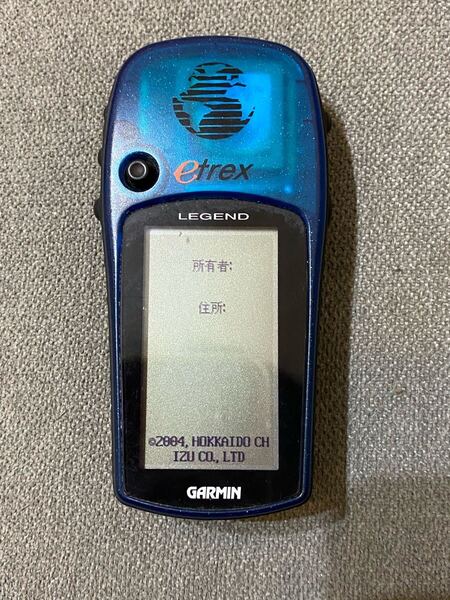 etrex
LEGEND
所有者:
住所:
©2004, HOKKAIDO CH
IZU CO., LTD
GARMIN